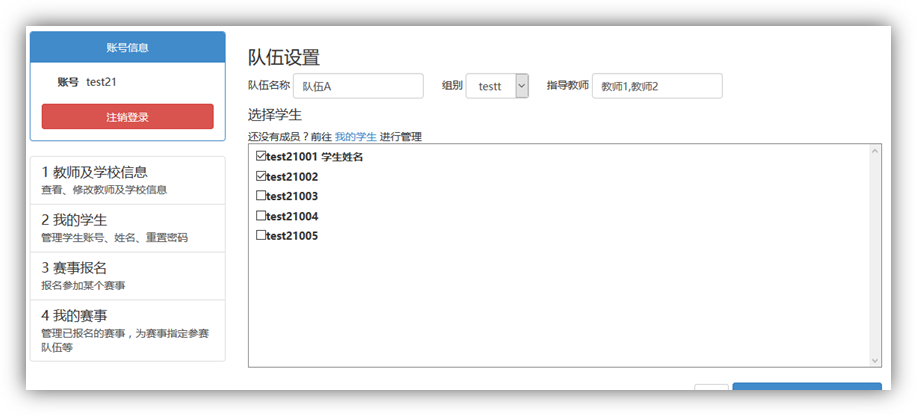 账号信息
账号 test21
注销登录
1 教师及学校信息
查看、修改教师及学校信息
2 我的学生
管理学生账号、姓名、重置密码
3 赛事报名
报名参加某个赛事
4 我的赛事
管理已报名的赛事，为赛事指定参赛
队伍等
队伍设置
队伍名称 队伍A 组别 testt 指导教师 教师1,教师2
选择学生
还没有成员？前往 我的学生 进行管理
test21001 学生姓名
test21002
test21003
test21004
test21005